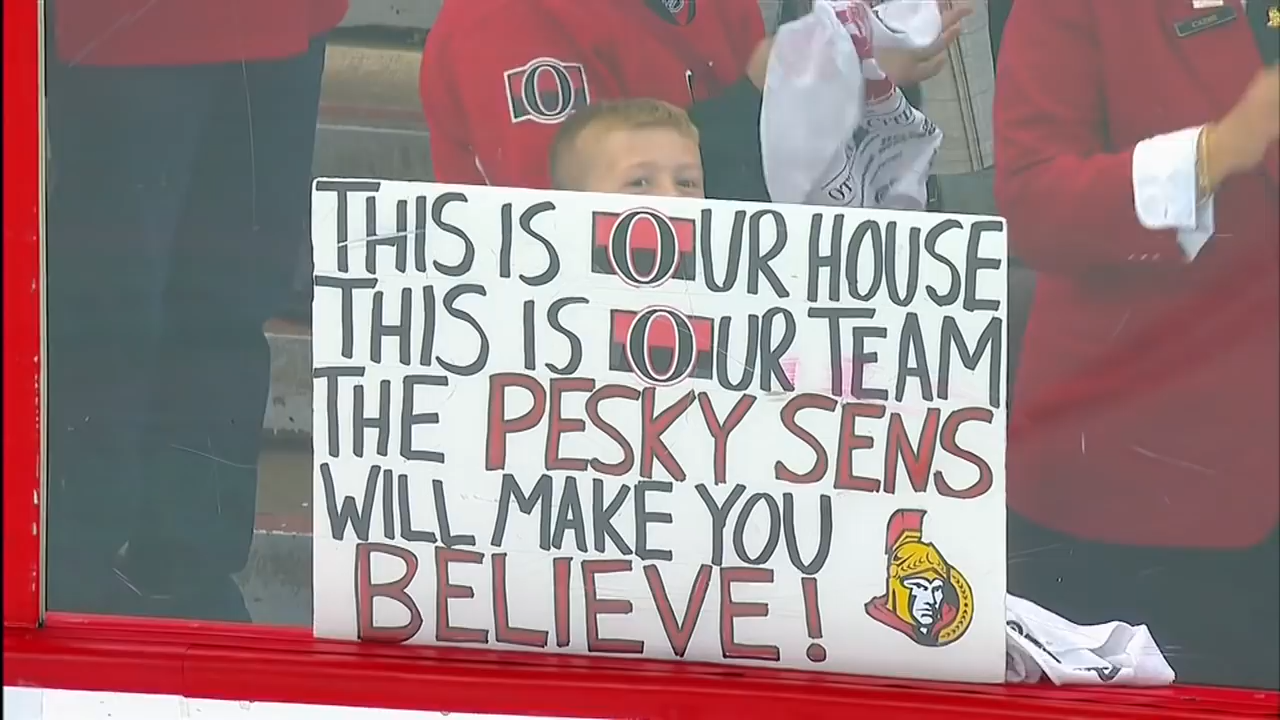 THIS IS OUR HOUSE
THIS IS OUR TEAM
THE PESKY SENS
WILL MAKE YOU
BELIEVE!
O